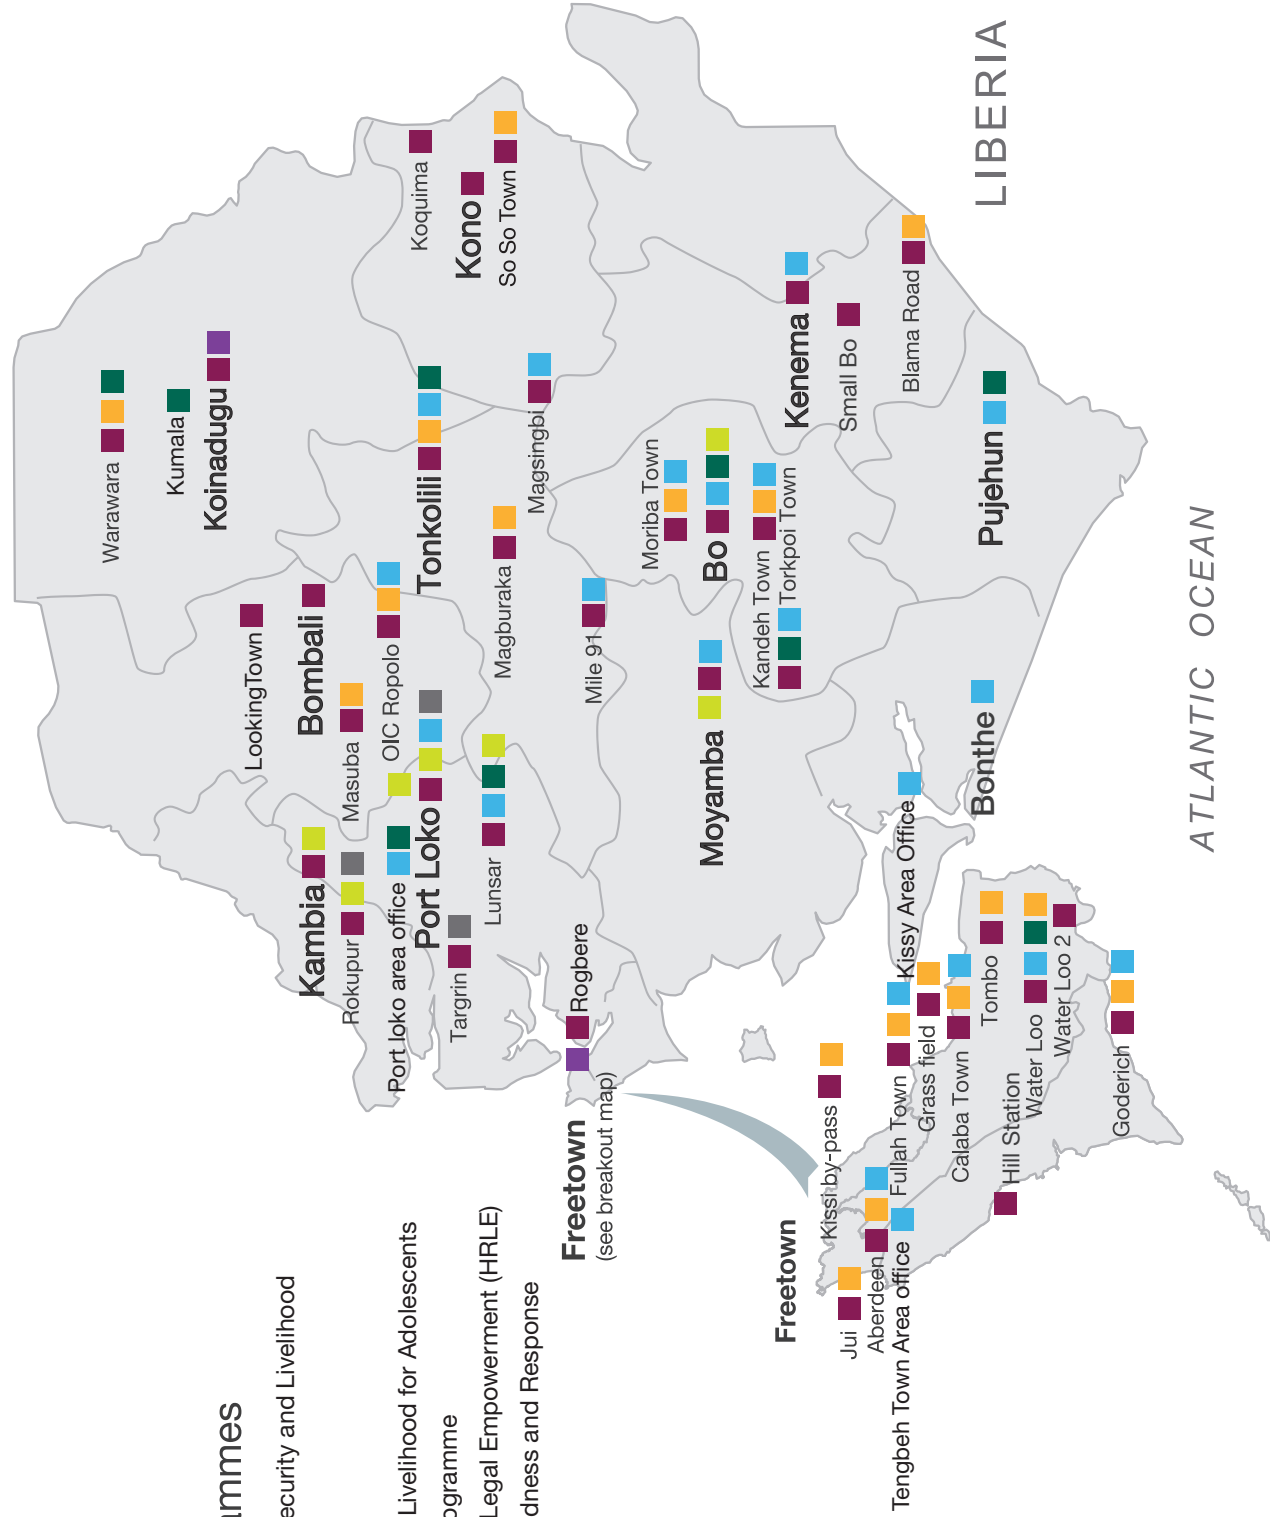 ammes
ecurity and Livelihood
Livelihood for Adolescents
ogramme
Legal Empowerment (HRLE)
dness and Response
Warawara
Kumala
Koinadugu
LookingTown
Bombali
Masuba
OIC Ropolo
Kambia
Rokupur
Port loko area office
Port Loko
Targrin
Lunsar
Tonkolili
Magburaka
Magsingbi
Mile 91
Koquima
Kono
So So Town
Rogbere
Freetown
(see breakout map)
Moriba Town
Bo
Kandeh Town
Torkpoi Town
Moyamba
Kenema
Small Bo
Blama Road
Pujehun
Bonthe
LIBERIA
ATLANTIC OCEAN
Freetown
Kissi by-pass
Jui
Aberdeen
Tengbeh Town Area office
Fullah Town
Kissy Area Office
Grass field
Calaba Town
Tombo
Hill Station
Water Loo
Water Loo 2
Goderich